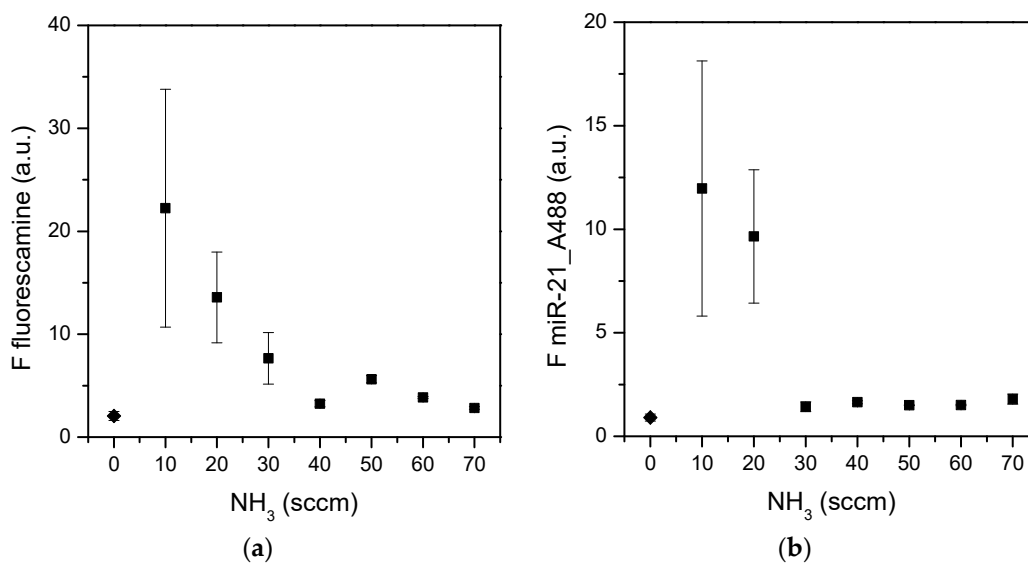 40
30
20
10
0
F fluorescamine (a.u.)
0 10 20 30 40 50 60 70
NH₃ (sccm)
(a)
20
15
10
5
0
F miR-21_A488 (a.u.)
0 10 20 30 40 50 60 70
NH₃ (sccm)
(b)